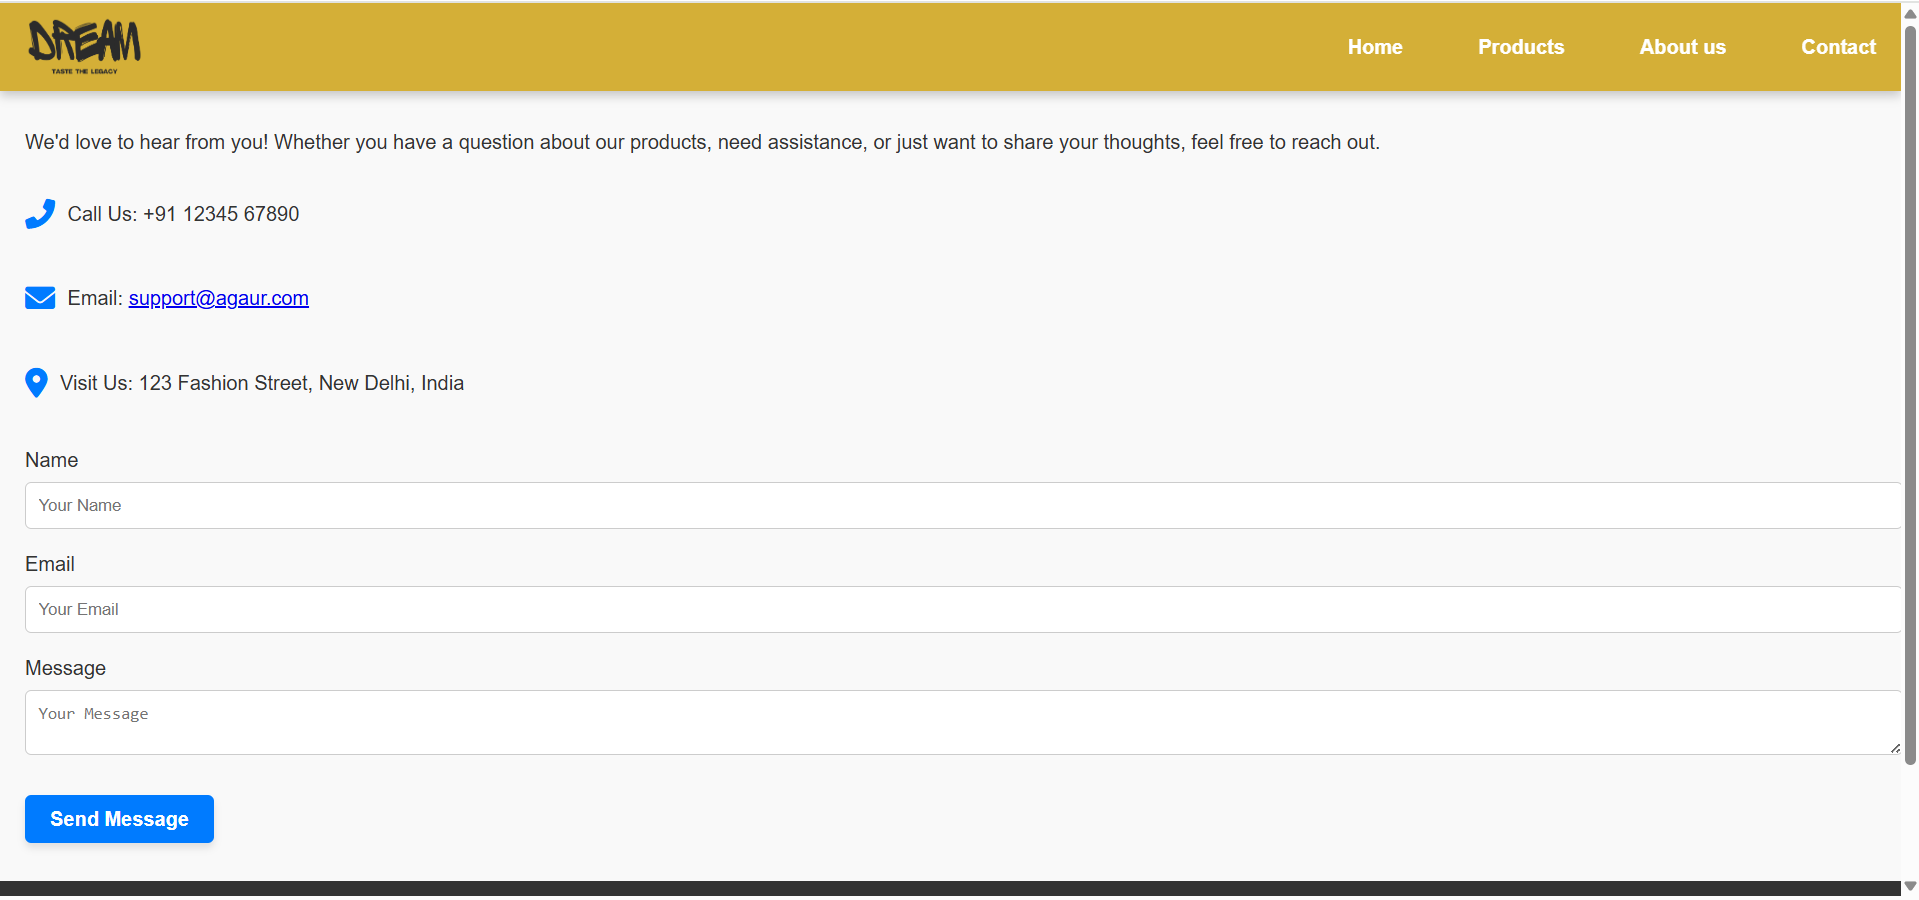 DREAM
TASTE THE LEGACY
Home Products About us Contact
We'd love to hear from you! Whether you have a question about our products, need assistance, or just want to share your thoughts, feel free to reach out.
Call Us: +91 12345 67890
Email: support@agaur.com
Visit Us: 123 Fashion Street, New Delhi, India
Name
Your Name
Email
Your Email
Message
Your Message
Send Message